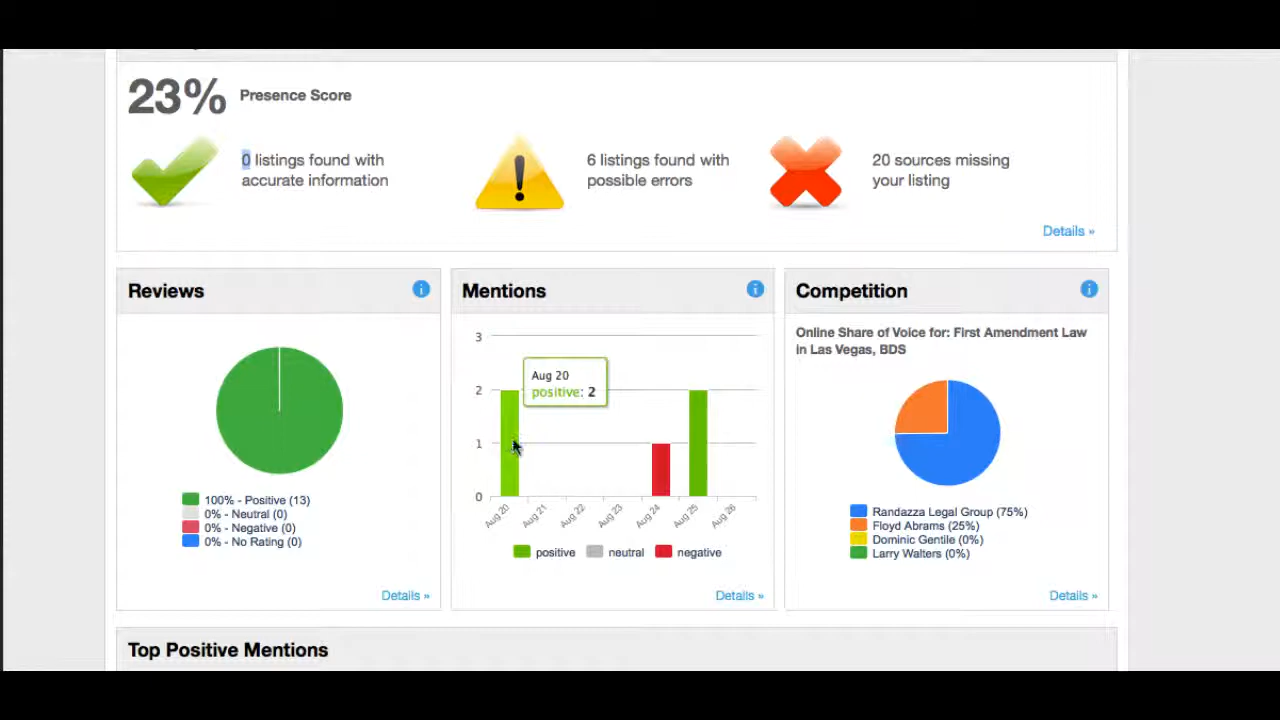 23% Presence Score
0 listings found with
accurate information
6 listings found with
possible errors
20 sources missing
your listing
Details »
Reviews
100% - Positive (13)
0% - Neutral (0)
0% - Negative (0)
0% - No Rating (0)
Details »
Mentions
3
2
1
0
Aug 20
positive: 2
Aug 20
Aug 21
Aug 22
Aug 23
Aug 24
Aug 25
Aug 26
positive neutral negative
Details »
Competition
Online Share of Voice for: First Amendment Law
in Las Vegas, BDS
Randazza Legal Group (75%)
Floyd Abrams (25%)
Dominic Gentile (0%)
Larry Walters (0%)
Details »
Top Positive Mentions